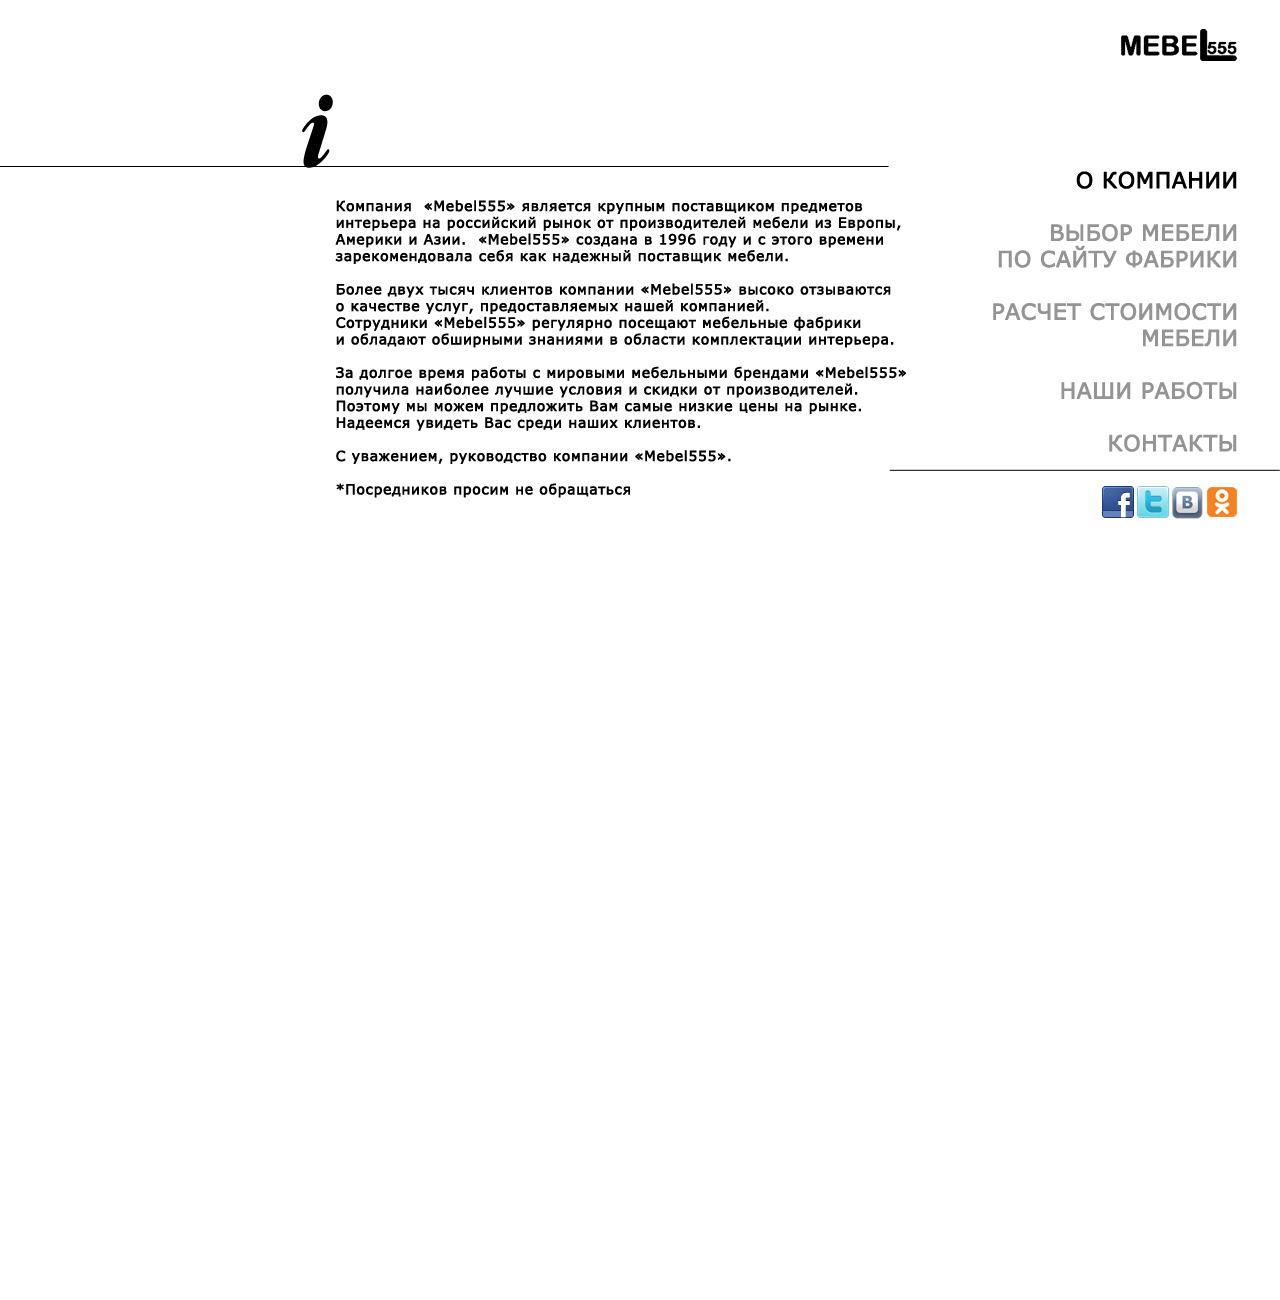 MEBEL555
i
О КОМПАНИИ
ВЫБОР МЕБЕЛИ
ПО САЙТУ ФАБРИКИ
РАСЧЕТ СТОИМОСТИ
МЕБЕЛИ
НАШИ РАБОТЫ
КОНТАКТЫ
Компания «Mebel555» является крупным поставщиком предметов
интерьера на российский рынок от производителей мебели из Европы,
Америки и Азии. «Mebel555» создана в 1996 году и с этого времени
зарекомендовала себя как надежный поставщик мебели.
Более двух тысяч клиентов компании «Mebel555» высоко отзываются
о качестве услуг, предоставляемых нашей компанией.
Сотрудники «Mebel555» регулярно посещают мебельные фабрики
и обладают обширными знаниями в области комплектации интерьера.
За долгое время работы с мировыми мебельными брендами «Mebel555»
получила наиболее лучшие условия и скидки от производителей.
Поэтому мы можем предложить Вам самые низкие цены на рынке.
Надеемся увидеть Вас среди наших клиентов.
С уважением, руководство компании «Mebel555».
*Посредников просим не обращаться
f t B